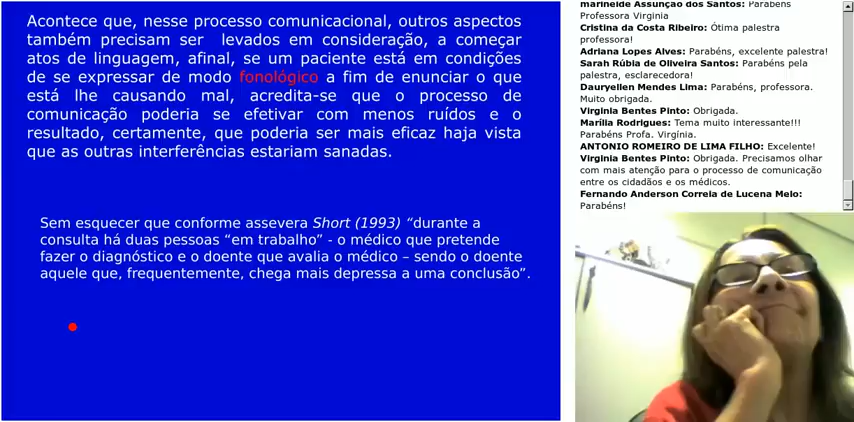 Acontece que, nesse processo comunicacional, outros aspectos
também precisam ser levados em consideração, a começar
atos de linguagem, afinal, se um paciente está em condições
de se expressar de modo fonológico a fim de enunciar o que
está lhe causando mal, acredita-se que o processo de
comunicação poderia se efetivar com menos ruídos e o
resultado, certamente, que poderia ser mais eficaz haja vista
que as outras interferências estariam sanadas.
Sem esquecer que conforme assevera Short (1993) “durante a
consulta há duas pessoas “em trabalho” - o médico que pretende
fazer o diagnóstico e o doente que avalia o médico – sendo o doente
aquele que, frequentemente, chega mais depressa a uma conclusão”.
marineide Assunção dos Santos: Parabéns
Professora Virginia
Cristina da Costa Ribeiro: Ótima palestra
professora!
Adriana Lopes Alves: Parabéns, excelente palestra!
Sarah Rúbia de Oliveira Santos: Parabéns pela
palestra, esclarecedora!
Dauryellen Mendes Lima: Parabéns, professora.
Muito obrigada.
Virginia Bentes Pinto: Obrigada.
Marília Rodrigues: Tema muito interessante!!!
Parabéns Profa. Virgínia.
ANTONIO ROMEIRO DE LIMA FILHO: Excelente!
Virginia Bentes Pinto: Obrigada. Precisamos olhar
com mais atenção para o processo de comunicação
entre os cidadãos e os médicos.
Fernando Anderson Correia de Lucena Melo:
Parabéns!